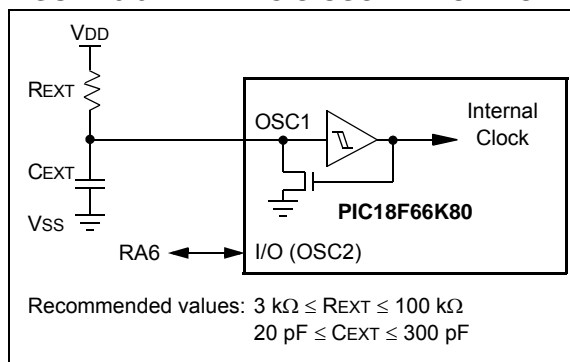 VDD
REXT
CEXT
VSS
OSC1
Internal
Clock
PIC18F66K80
RA6
I/O (OSC2)
Recommended values: 3 kΩ ≤ REXT ≤ 100 kΩ
20 pF ≤ CEXT ≤ 300 pF